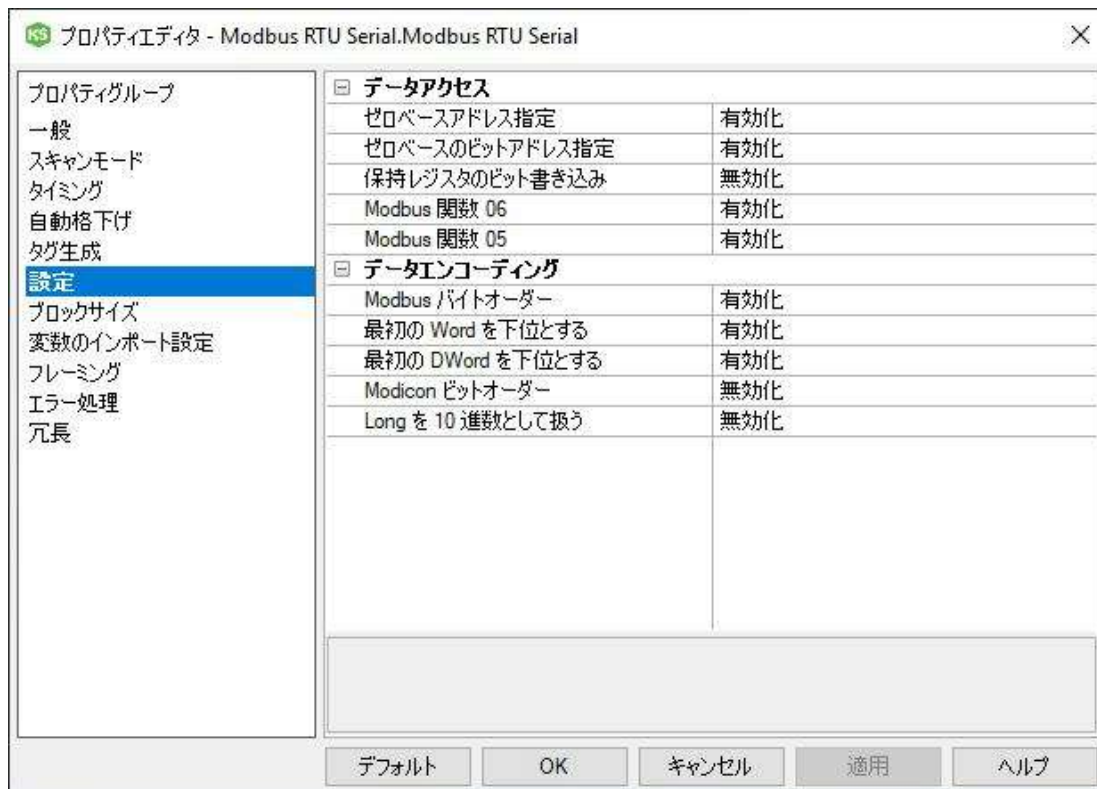 プロパティエディタ - Modbus RTU Serial.Modbus RTU Serial
プロパティグループ
一般
スキャンモード
タイミング
自動格下げ
タグ生成
設定
ブロックサイズ
変数のインポート設定
フレーミング
エラー処理
冗長
データアクセス
ゼロベースアドレス指定 有効化
ゼロベースのビットアドレス指定 有効化
保持レジスタのビット書き込み 無効化
Modbus 関数 06 有効化
Modbus 関数 05 有効化
データエンコーディング
Modbus バイトオーダー 有効化
最初の Word を下位とする 有効化
最初の DWord を下位とする 有効化
Modicon ビットオーダー 無効化
Long を 10 進数として扱う 無効化
デフォルト OK キャンセル 適用 ヘルプ